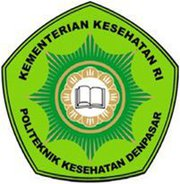 KEMENTERIAN KESEHATAN RI
POLITEKNIK KESEHATAN DENPASAR